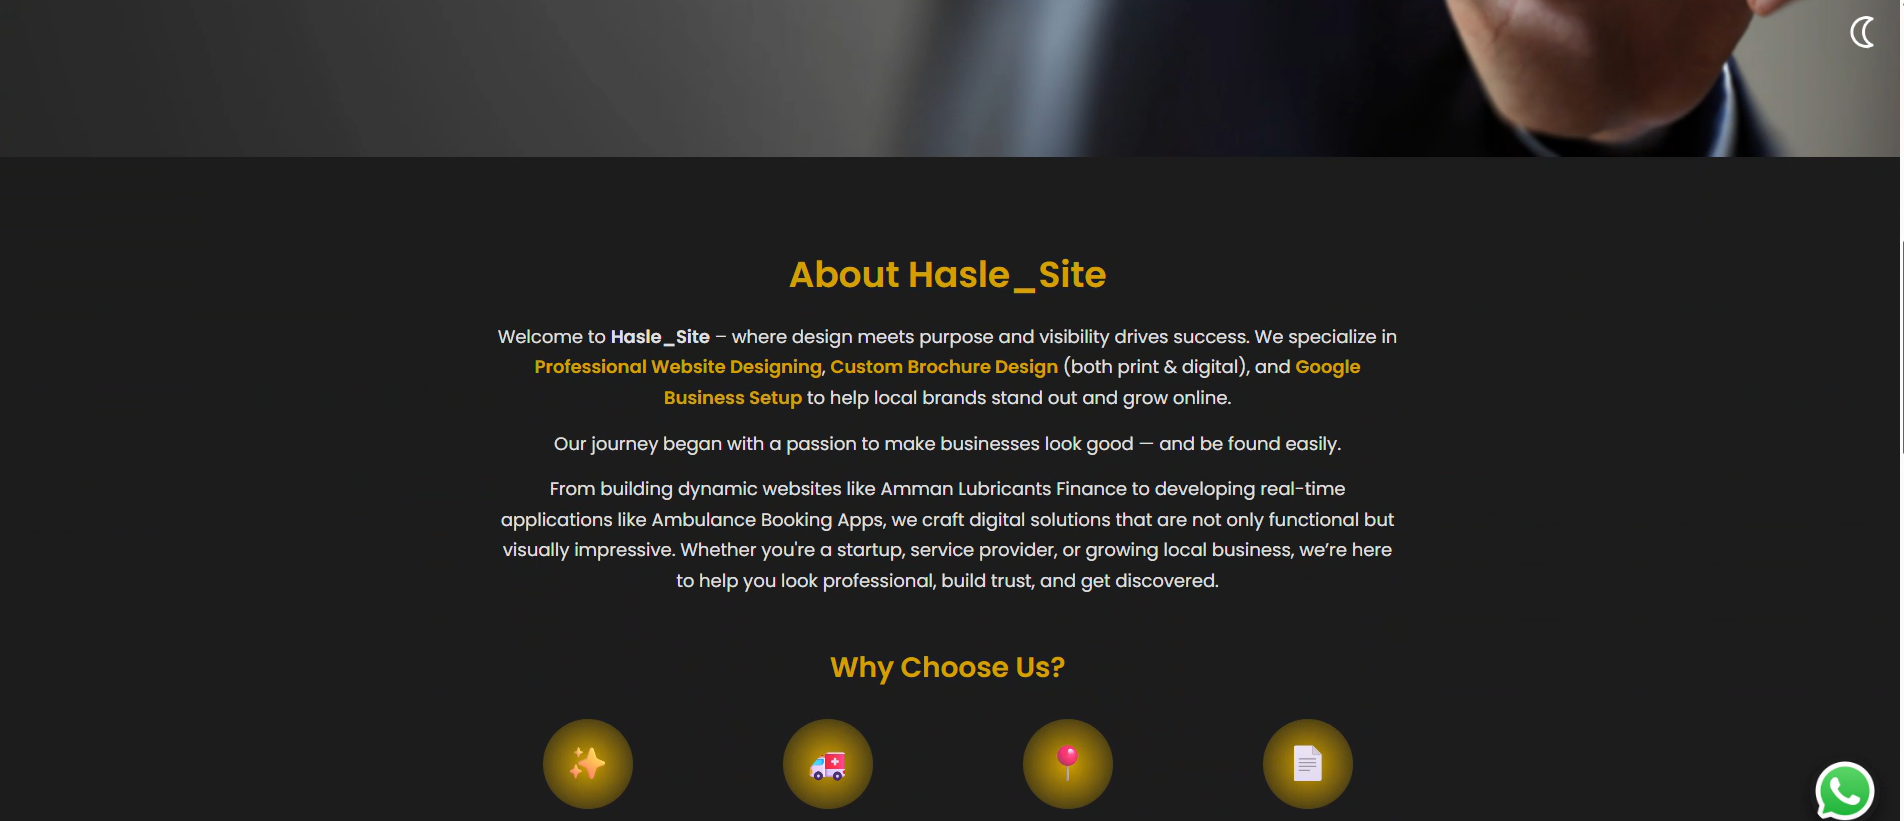 About Hasle_Site
Welcome to Hasle_Site – where design meets purpose and visibility drives success. We specialize in
Professional Website Designing, Custom Brochure Design (both print & digital), and Google
Business Setup to help local brands stand out and grow online.
Our journey began with a passion to make businesses look good — and be found easily.
From building dynamic websites like Amman Lubricants Finance to developing real-time
applications like Ambulance Booking Apps, we craft digital solutions that are not only functional but
visually impressive. Whether you're a startup, service provider, or growing local business, we’re here
to help you look professional, build trust, and get discovered.
Why Choose Us?